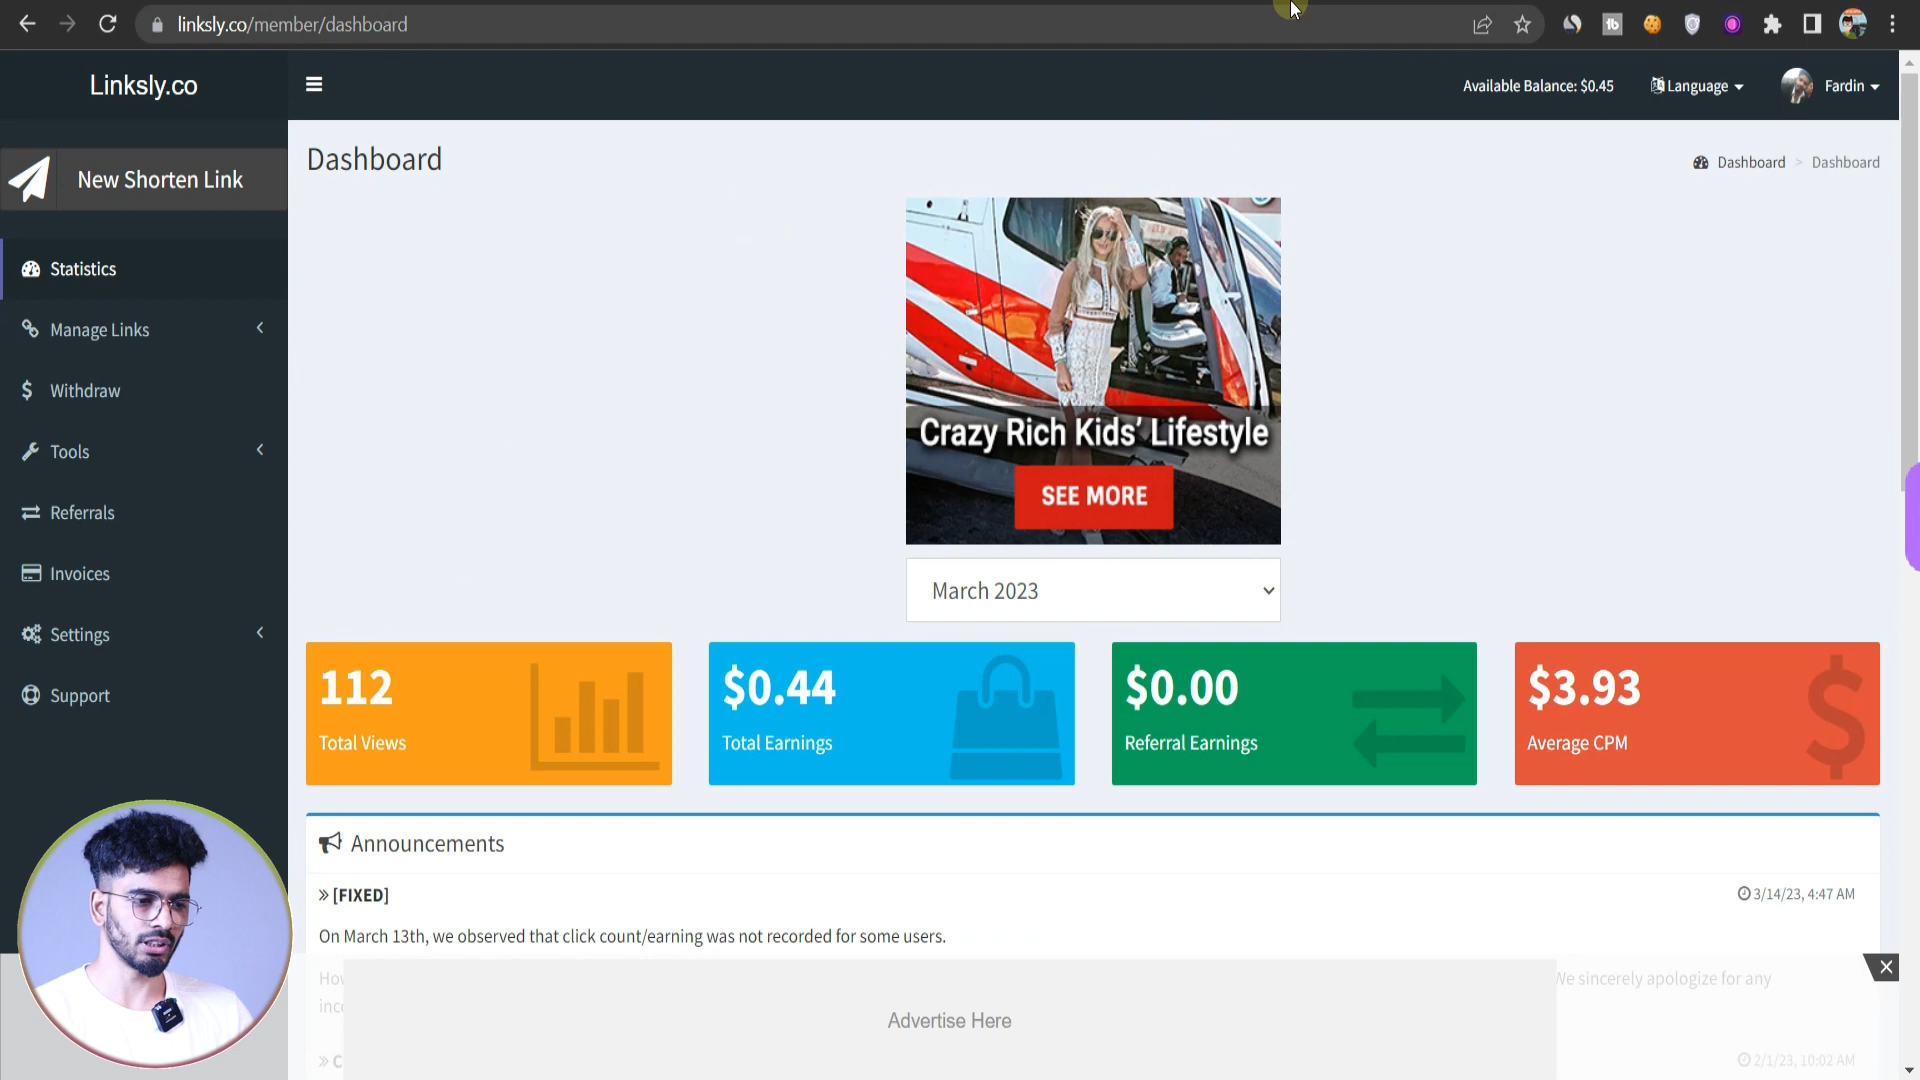 linksly.co/member/dashboard
Linksly.co
Available Balance: $0.45
Language
Fardin
New Shorten Link
Dashboard
Dashboard > Dashboard
Statistics
Manage Links
Withdraw
Tools
Referrals
Invoices
Settings
Support
Crazy Rich Kids' Lifestyle
SEE MORE
March 2023
112
Total Views
$0.44
Total Earnings
$0.00
Referral Earnings
$3.93
Average CPM
Announcements
» [FIXED]
3/14/23, 4:47 AM
On March 13th, we observed that click count/earning was not recorded for some users.
We sincerely apologize for any
Advertise Here
2/1/23, 10:02 AM